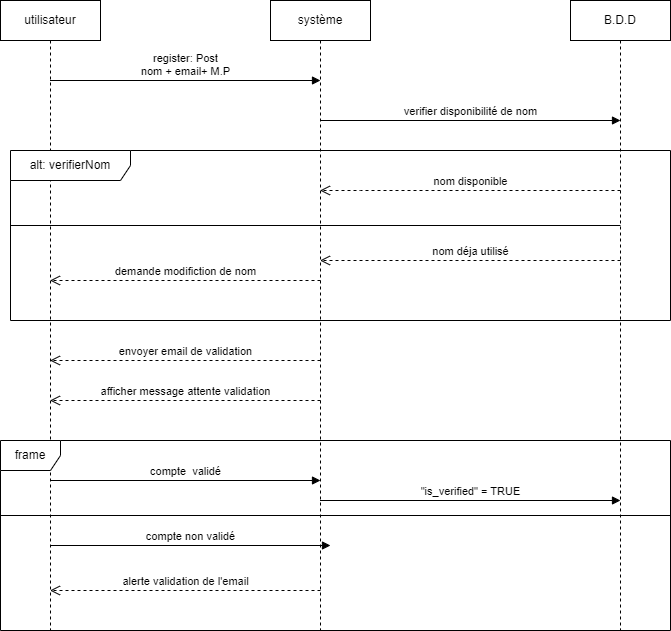 utilisateur
système
B.D.D
register: Post
nom + email+ M.P
verifier disponibilité de nom
alt: verifierNom
nom disponible
nom déja utilisé
demande modifiction de nom
envoyer email de validation
afficher message attente validation
frame
compte  validé
"is_verified" = TRUE
compte non validé
alerte validation de l'email